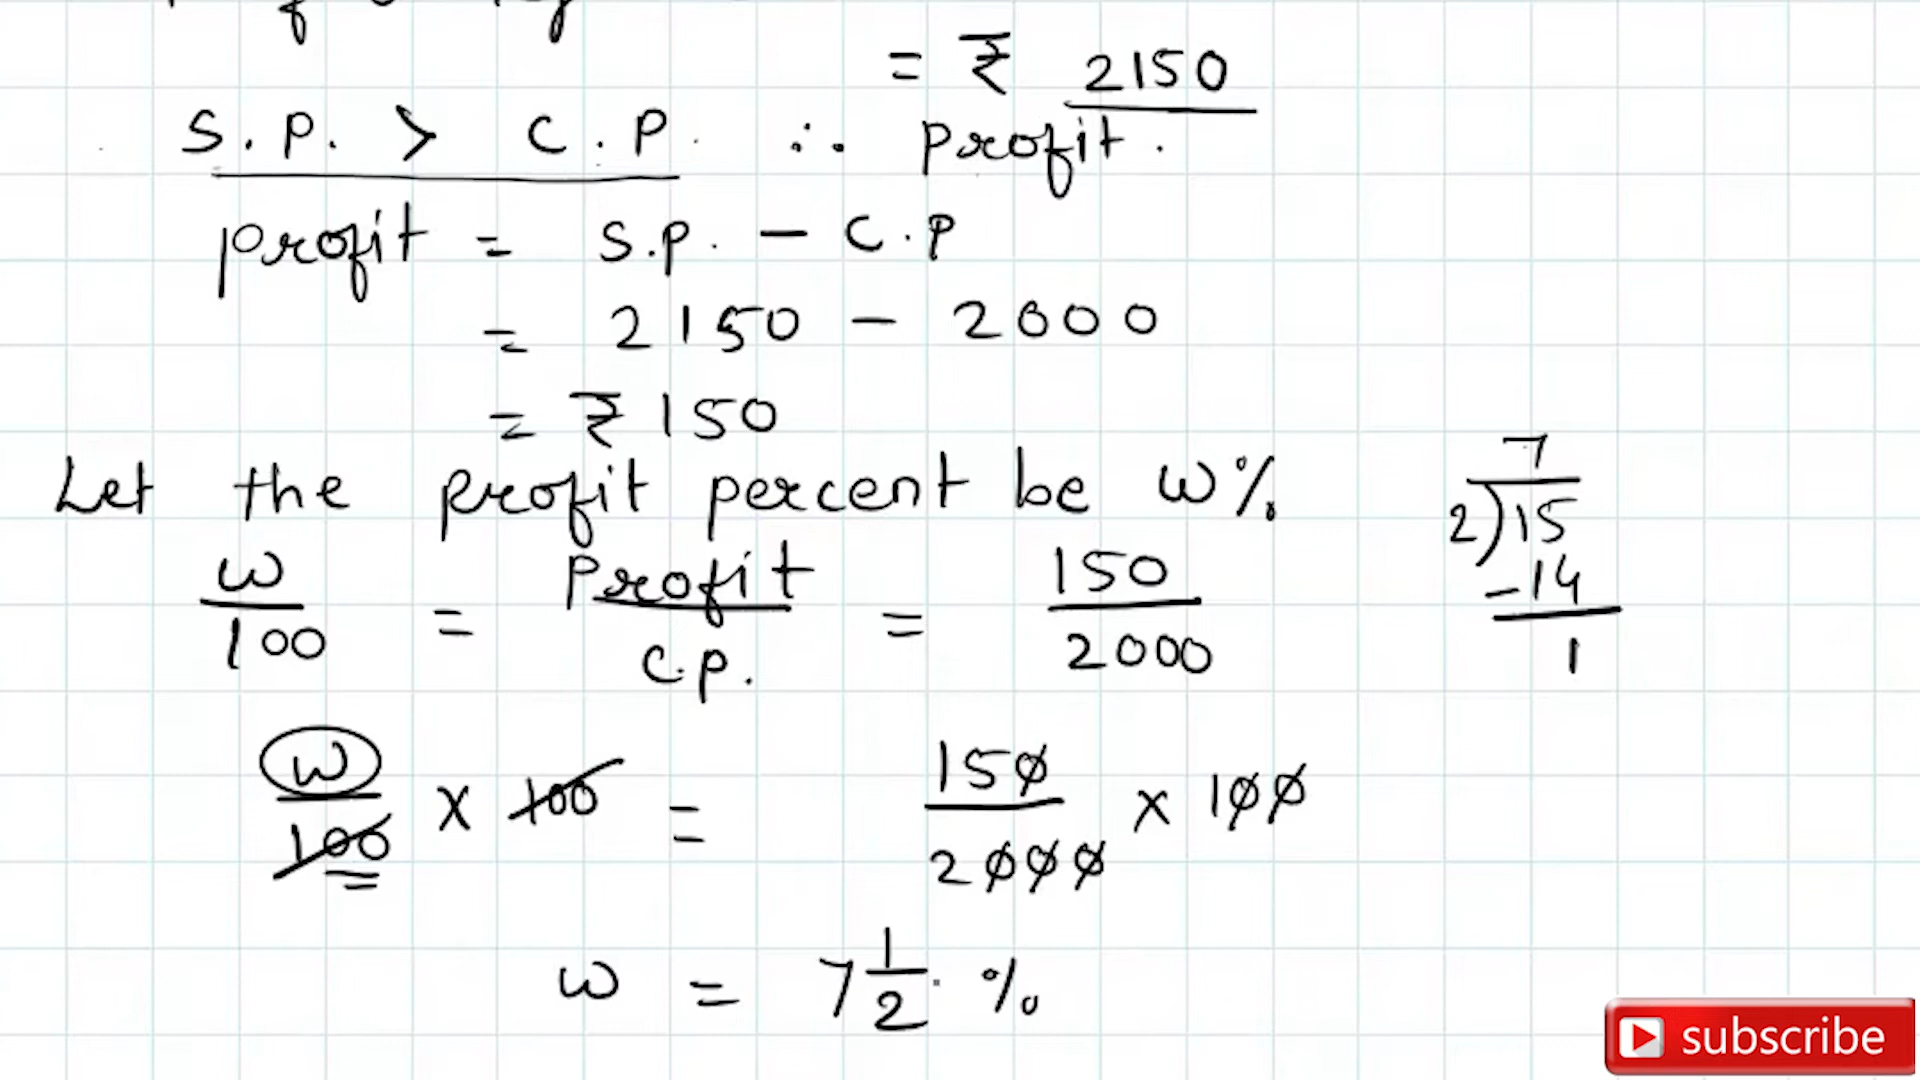 = ₹ 2150
S.P. > C.P. ∴ profit.
profit = S.P. - C.P
= 2150 - 2000
= ₹ 150
Let the profit percent be w%
w/100 = Profit/C.P. = 150/2000
7
2)15
-14
1
w/100 x 100 = 150/2000 x 100
w = 7 1/2 %
subscribe